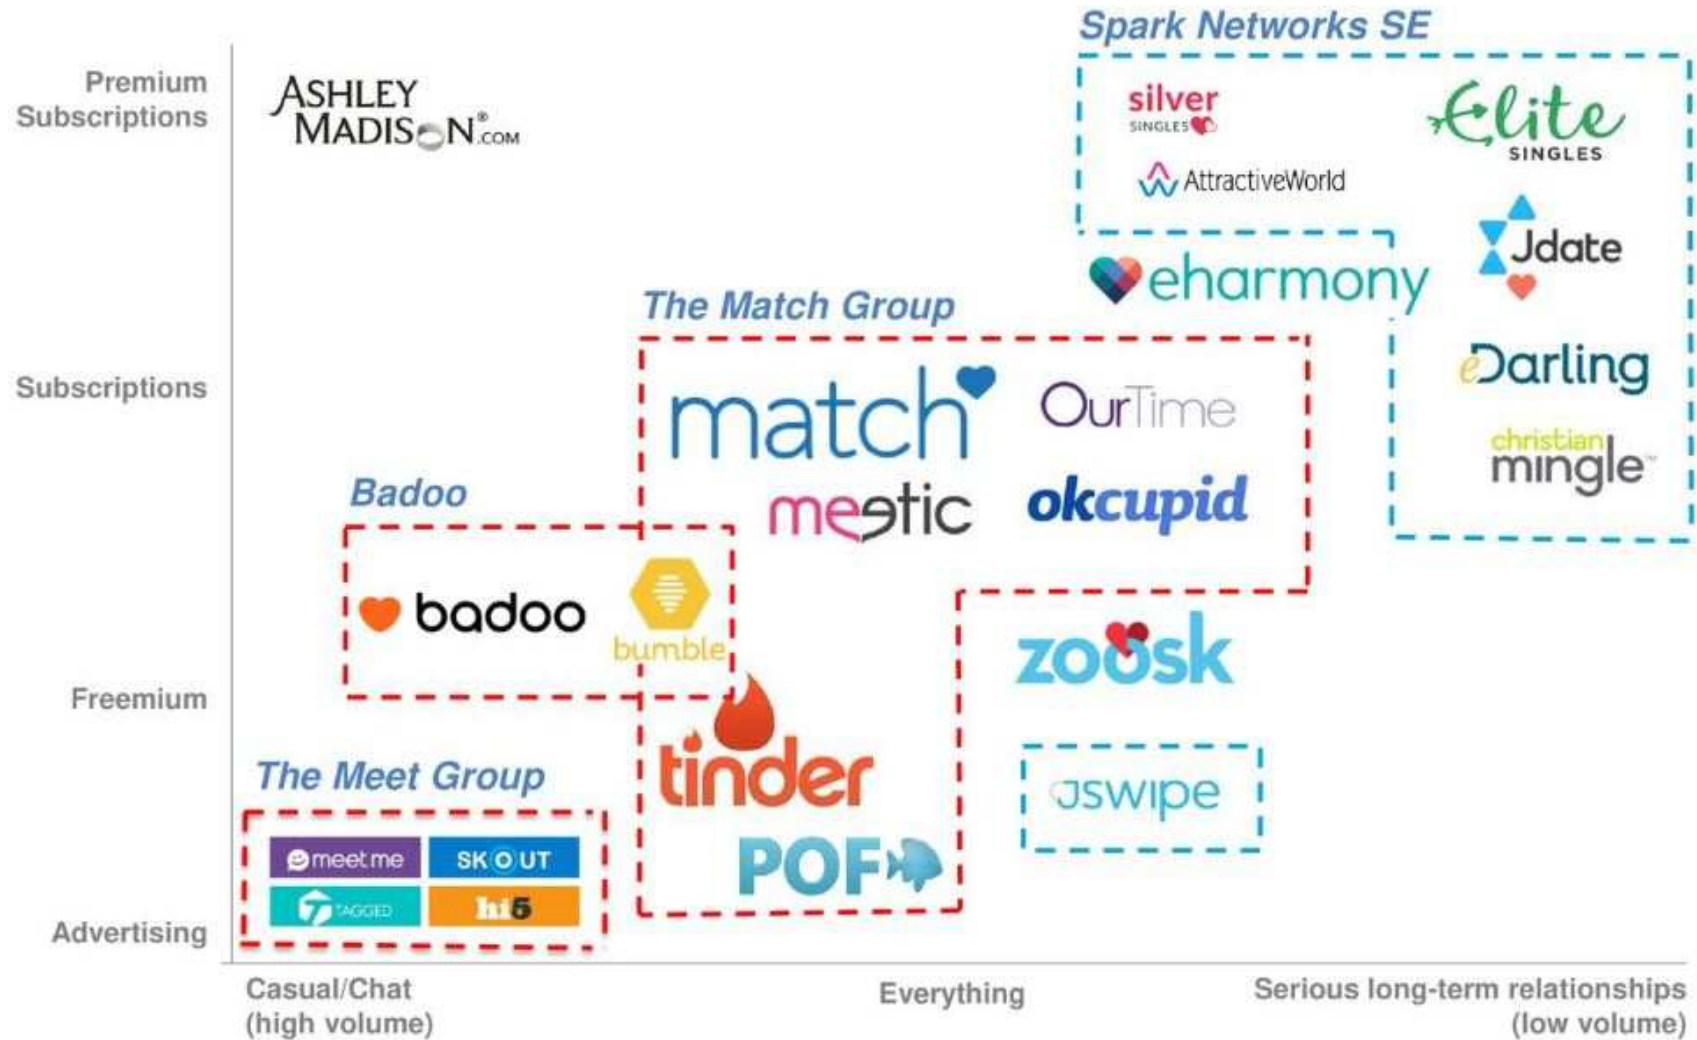 Spark Networks SE
Premium
Subscriptions
ASHLEY
MADISON®.COM
silver
SINGLES
Elite
SINGLES
AttractiveWorld
Jdate
eharmony
The Match Group
Subscriptions
match
OurTime
eDarling
christian
mingle™
meetic
okcupid
Badoo
badoo
bumble
zoosk
Freemium
tinder
The Meet Group
JSWIPE
meetme
SKOUT
POF
TAGGED
hi5
Advertising
Casual/Chat
(high volume)
Everything
Serious long-term relationships
(low volume)